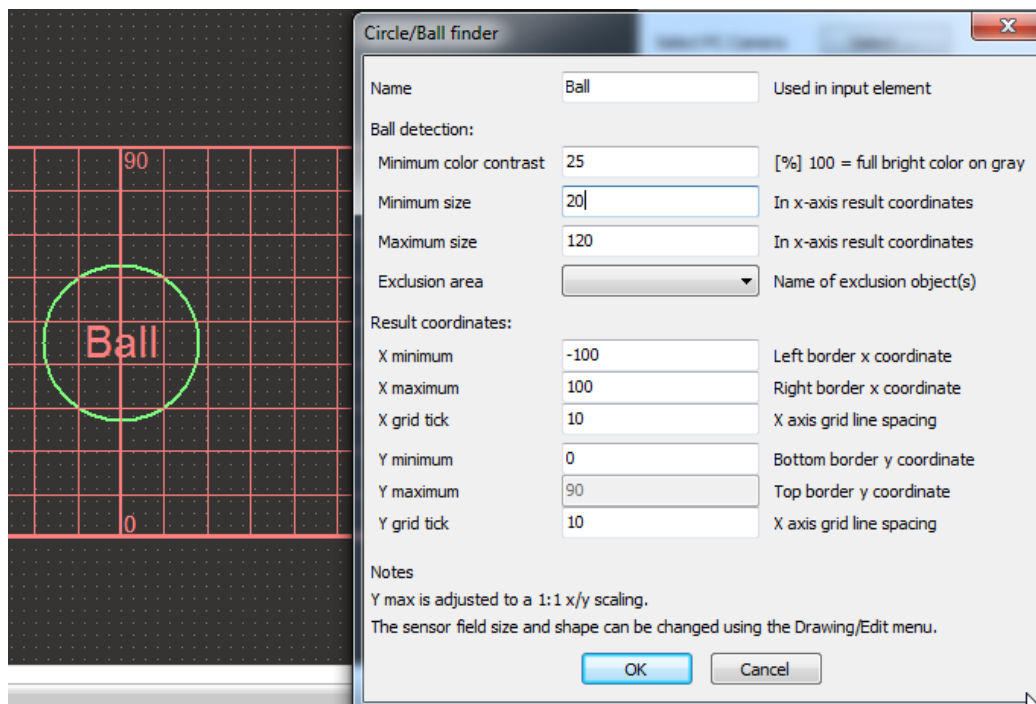 Circle/Ball finder
90
Ball
0
Name Ball Used in input element
Ball detection:
Minimum color contrast 25 [%] 100 = full bright color on gray
Minimum size 20 In x-axis result coordinates
Maximum size 120 In x-axis result coordinates
Exclusion area Name of exclusion object(s)
Result coordinates:
X minimum -100 Left border x coordinate
X maximum 100 Right border x coordinate
X grid tick 10 X axis grid line spacing
Y minimum 0 Bottom border y coordinate
Y maximum 90 Top border y coordinate
Y grid tick 10 X axis grid line spacing
Notes
Y max is adjusted to a 1:1 x/y scaling.
The sensor field size and shape can be changed using the Drawing/Edit menu.
OK Cancel